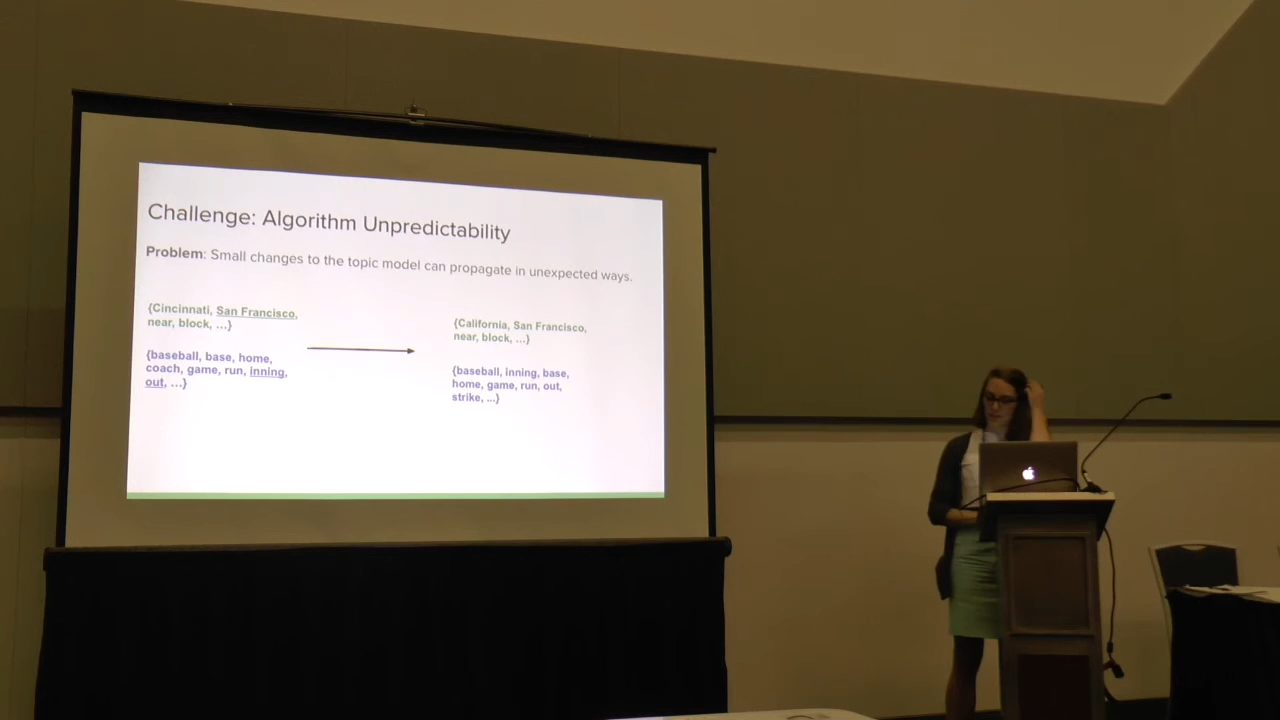 Challenge: Algorithm Unpredictability
Problem: Small changes to the topic model can propagate in unexpected ways.
{Cincinnati, San Francisco,
near, block, ...}
{baseball, base, home,
coach, game, run, inning,
out, ...}
{California, San Francisco,
near, block, ...}
{baseball, inning, base,
home, game, run, out,
strike, ...}